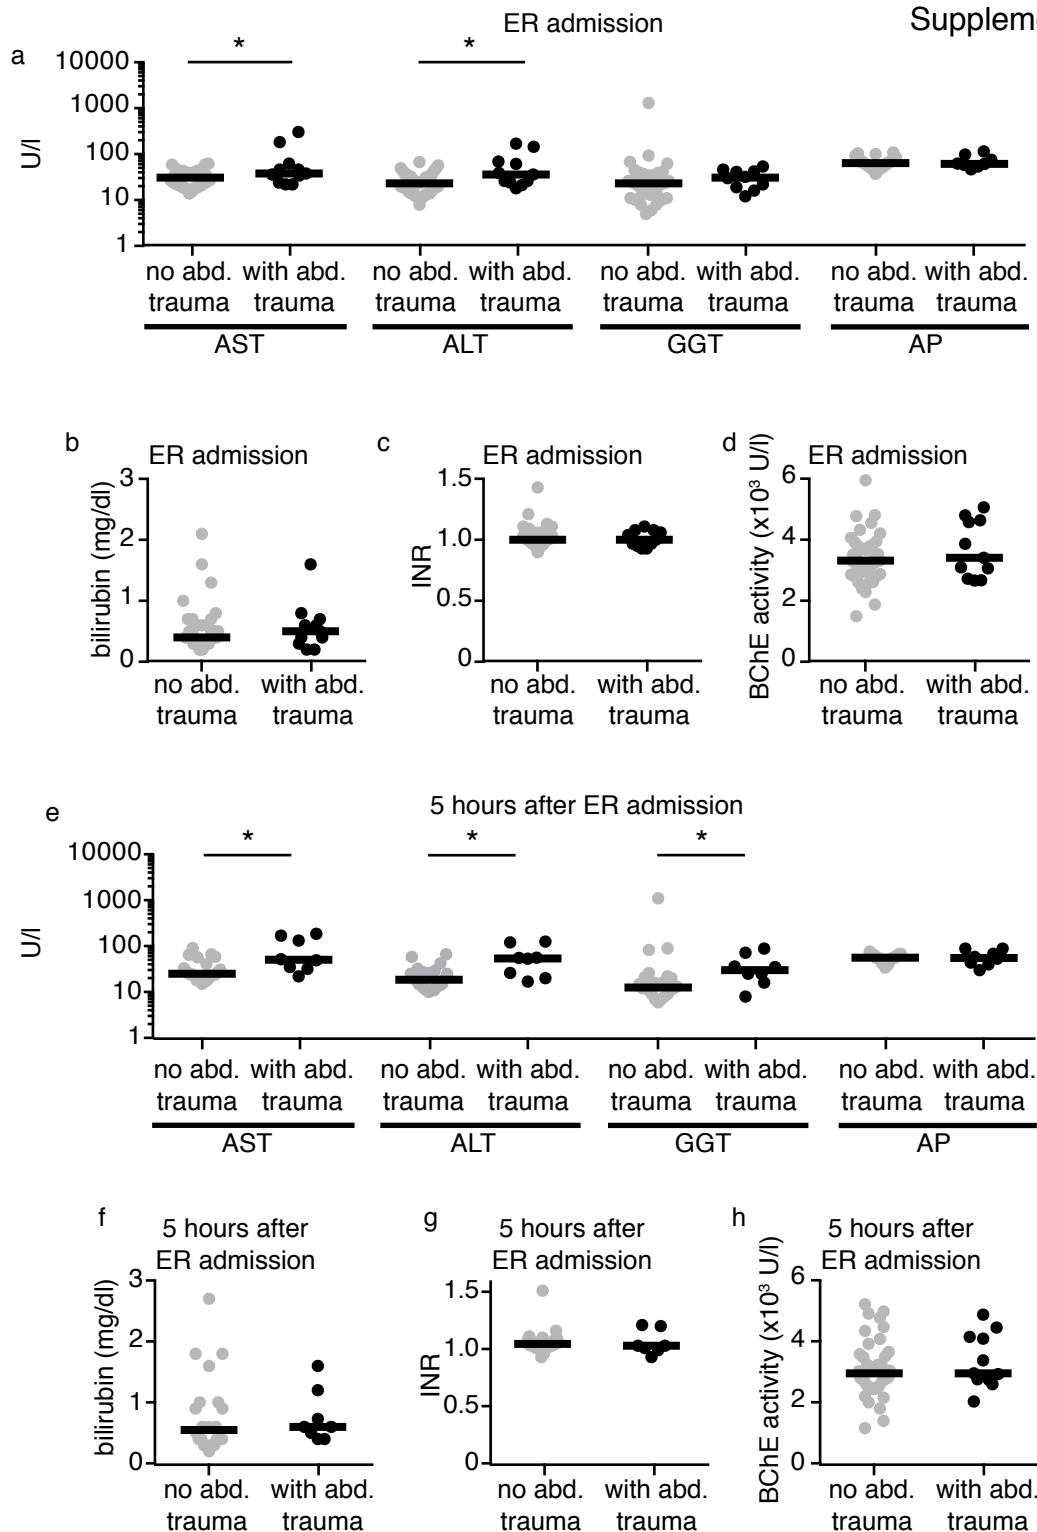 ER admission
Suppleme
a
*
*
10000
1000
100
10
1
U/l
no abd. with abd. no abd. with abd. no abd. with abd. no abd. with abd.
trauma trauma trauma trauma trauma trauma trauma trauma
AST ALT GGT AP
b
ER admission
3
2
1
0
bilirubin (mg/dl)
no abd. with abd.
trauma trauma
c
ER admission
1.5
1.0
0.5
0
INR
no abd. with abd.
trauma trauma
d
ER admission
6
4
2
0
BChE activity (x10³ U/l)
no abd. with abd.
trauma trauma
e
5 hours after ER admission
*
*
*
10000
1000
100
10
1
U/l
no abd. with abd. no abd. with abd. no abd. with abd. no abd. with abd.
trauma trauma trauma trauma trauma trauma trauma trauma
AST ALT GGT AP
f
5 hours after
ER admission
3
2
1
0
bilirubin (mg/dl)
no abd. with abd.
trauma trauma
g
5 hours after
ER admission
1.5
1.0
0.5
0
INR
no abd. with abd.
trauma trauma
h
5 hours after
ER admission
6
4
2
0
BChE activity (x10³ U/l)
no abd. with abd.
trauma trauma